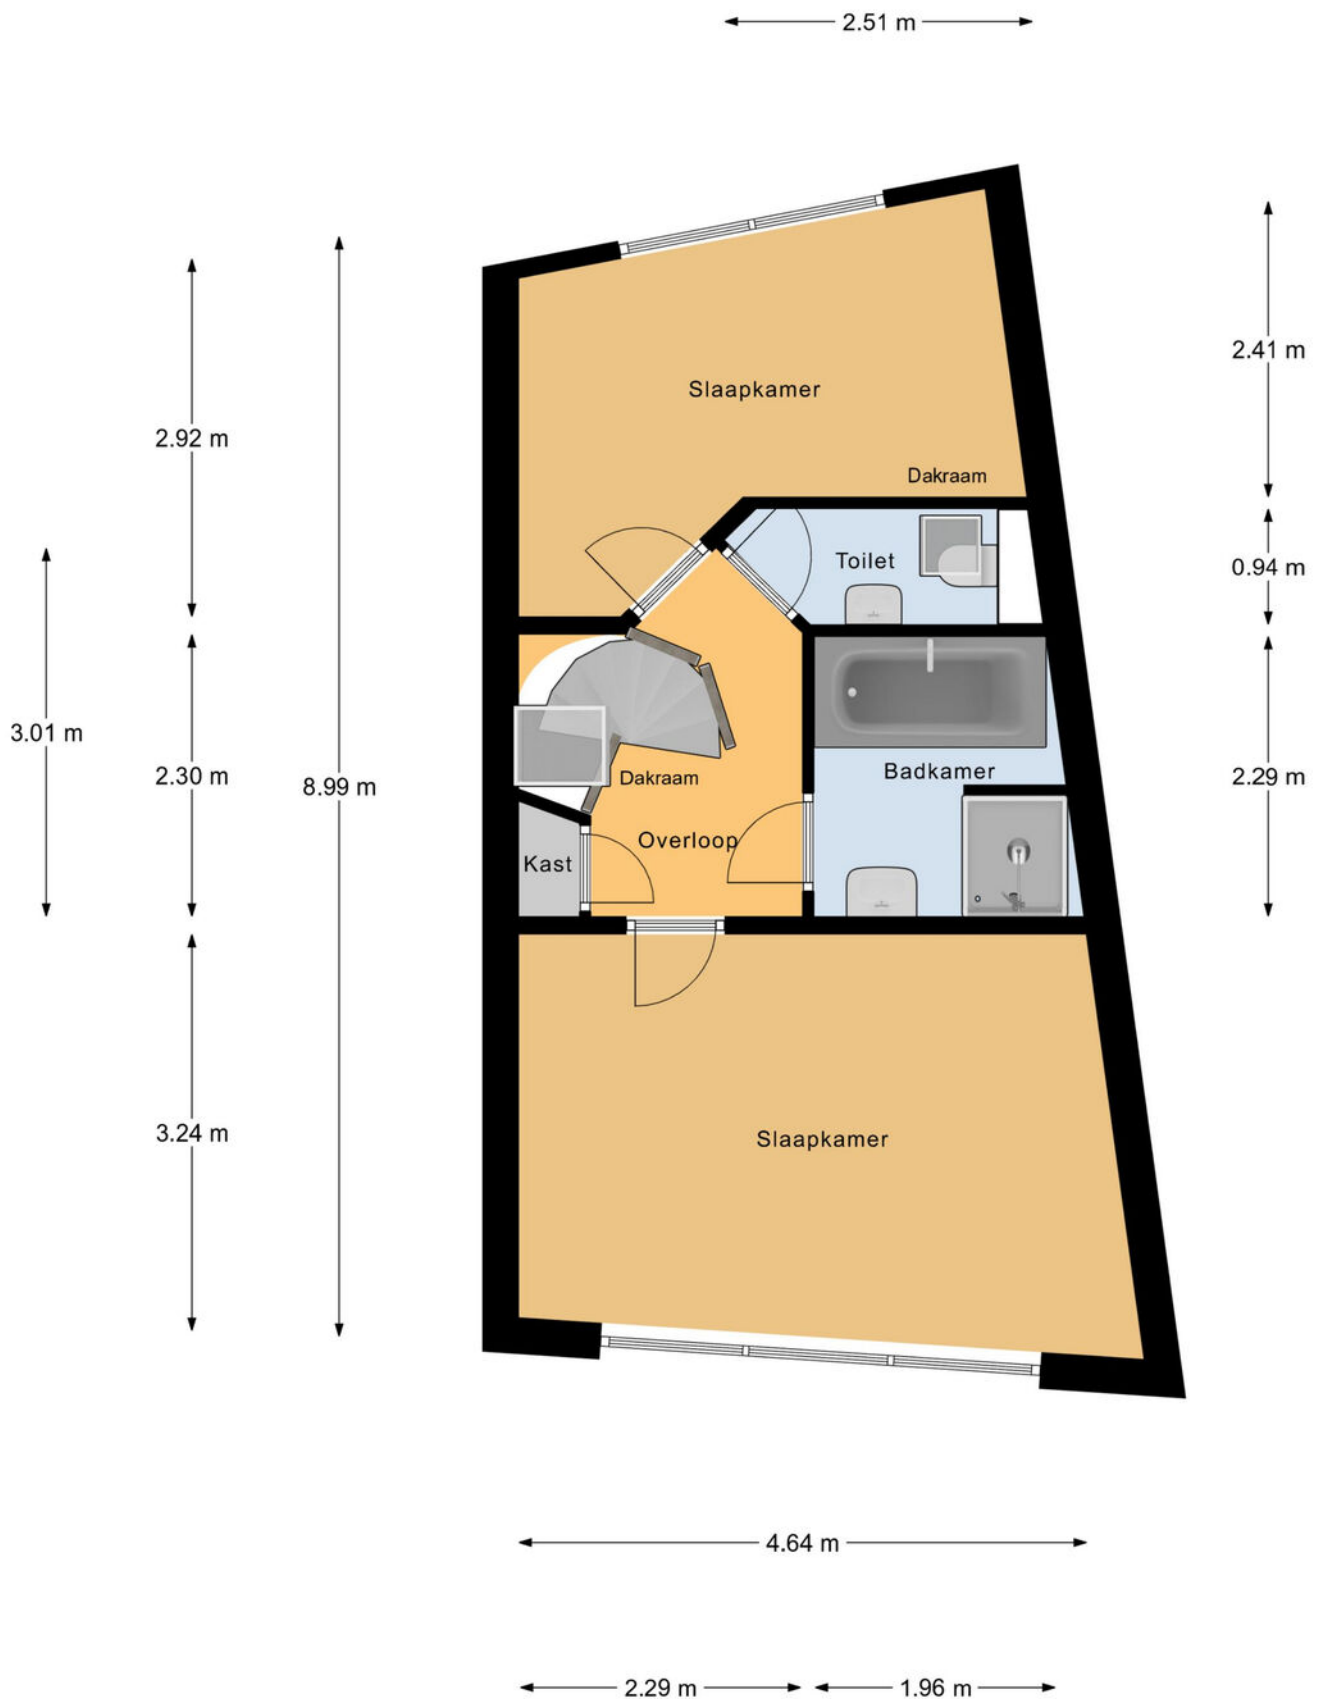 2.51 m
2.41 m
Slaapkamer
2.92 m
Dakraam
Toilet
0.94 m
3.01 m
2.30 m
8.99 m
Dakraam
Badkamer
2.29 m
Overloop
Kast
3.24 m
Slaapkamer
4.64 m
2.29 m
1.96 m